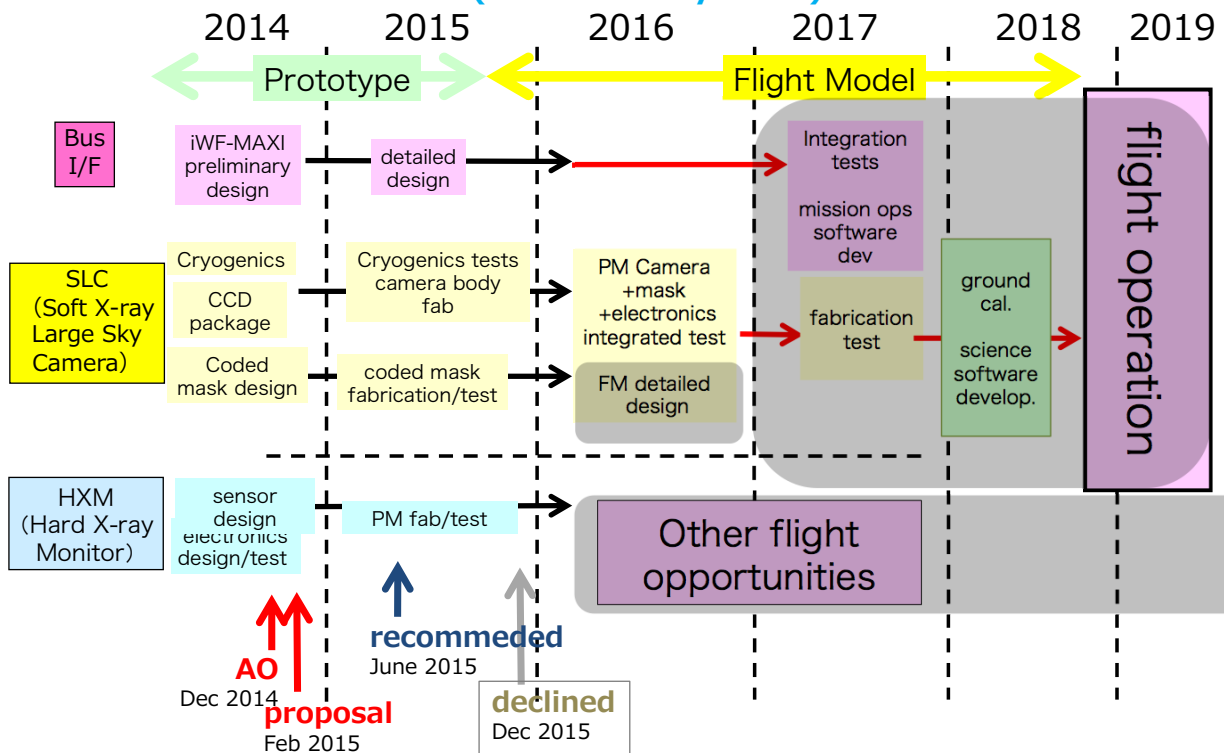 2014
2015
2016
2017
2018
2019
Prototype
Flight Model
Bus
I/F
iWF-MAXI
preliminary
design
detailed
design
Integration
tests
mission ops
software
dev
flight operation
SLC
（Soft X-ray
Large Sky
Camera）
Cryogenics
CCD
package
Coded
mask design
Cryogenics tests
camera body
fab
coded mask
fabrication/test
PM Camera
+mask
+electronics
integrated test
FM detailed
design
fabrication
test
ground
cal.
science
software
develop.
HXM
（Hard X-ray
Monitor）
sensor
design
electronics
design/test
PM fab/test
Other flight
opportunities
AO
Dec 2014
proposal
Feb 2015
recommeded
June 2015
declined
Dec 2015